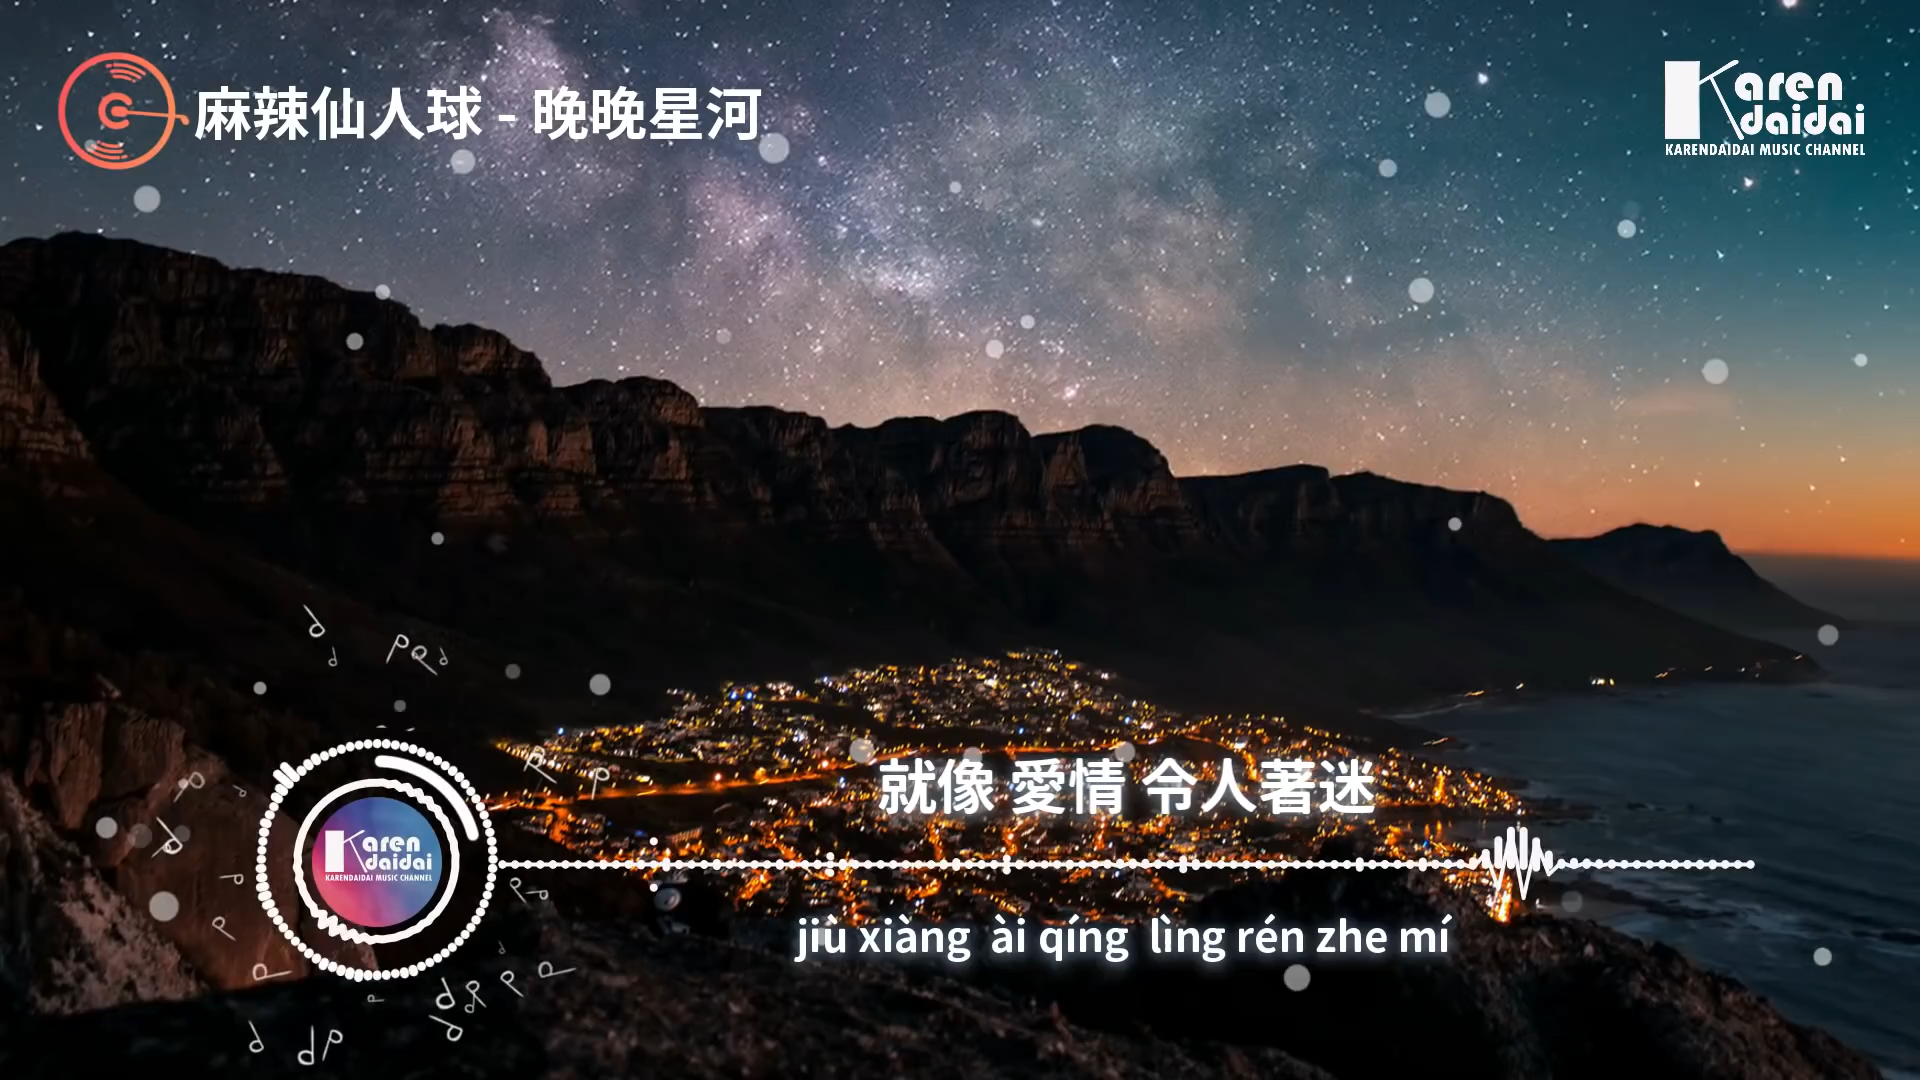 麻辣仙人球 - 晚晚星河
Karen
daidai
KARENDAIDAI MUSIC CHANNEL
就像 愛情 令人著迷
Karen
daidai
KARENDAIDAI MUSIC CHANNEL
jiù xiàng  ài qíng  lìng rén zhe mí